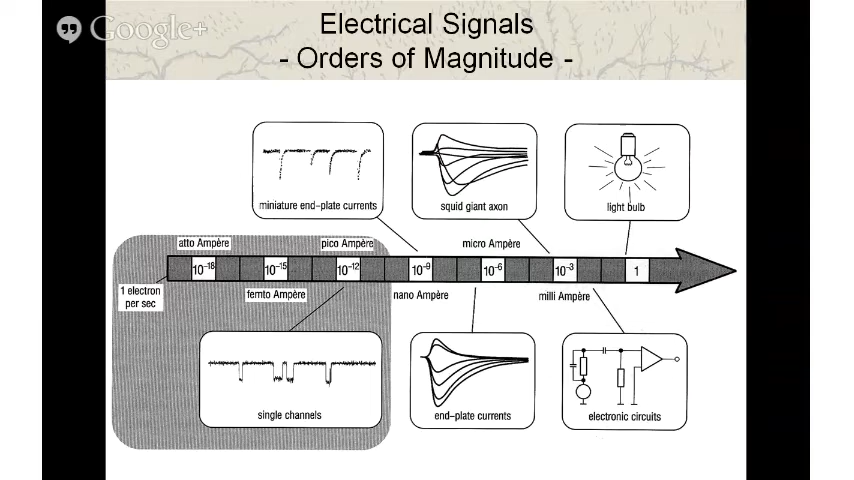 Google+
Electrical Signals
- Orders of Magnitude -
miniature end-plate currents
squid giant axon
light bulb
atto Ampère
pico Ampère
micro Ampère
10⁻¹⁸
10⁻¹⁵
10⁻¹²
10⁻⁹
10⁻⁶
10⁻³
1
1 electron
per sec
femto Ampère
nano Ampère
milli Ampère
single channels
end-plate currents
electronic circuits